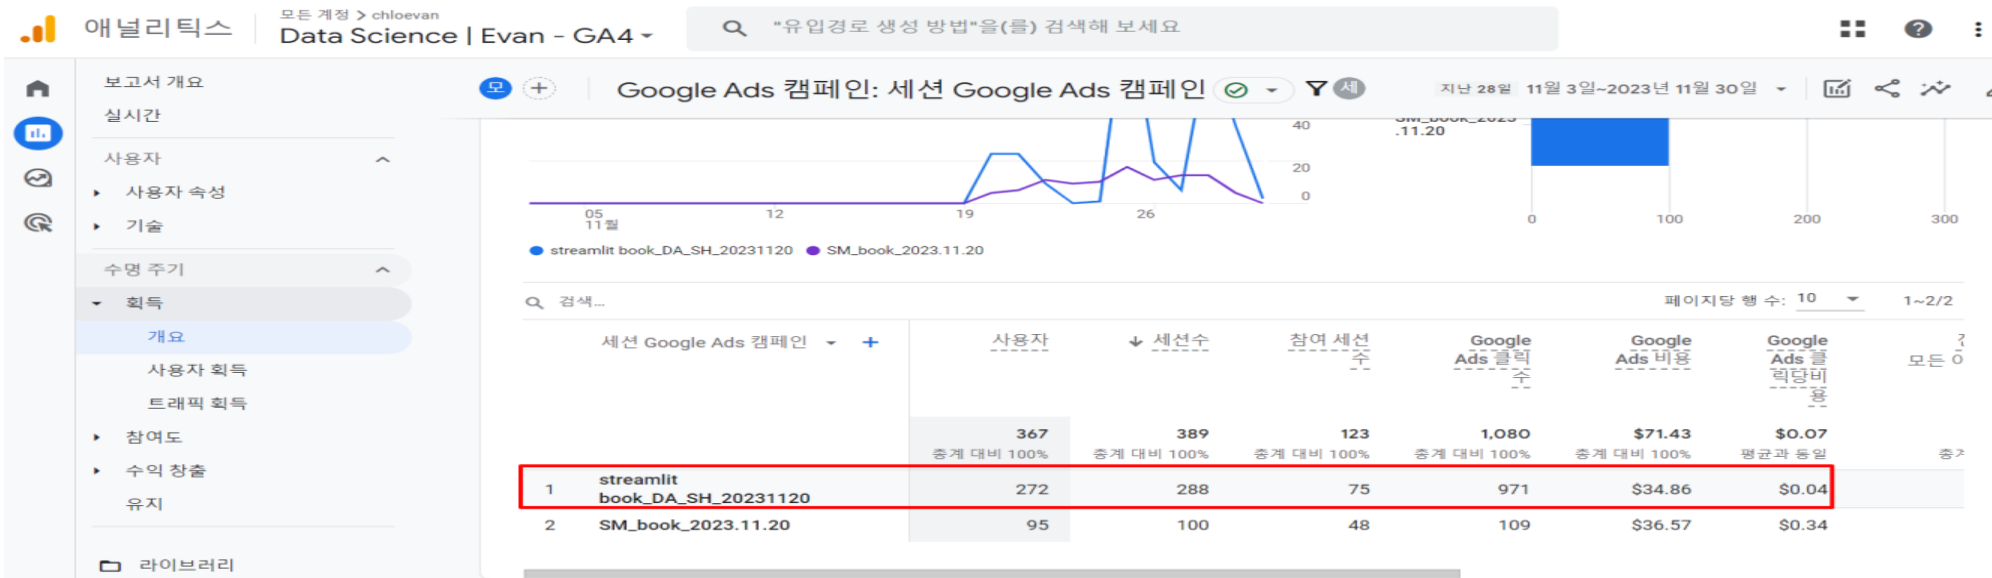 애널리틱스
모든 계정 > chloevan
Data Science | Evan - GA4
"유입경로 생성 방법"을(를) 검색해 보세요
보고서 개요
실시간
사용자
사용자 속성
기술
수명 주기
획득
개요
사용자 획득
트래픽 획득
참여도
수익 창출
유지
라이브러리
모
Google Ads 캠페인: 세션 Google Ads 캠페인
세
지난 28일 11월 3일~2023년 11월 30일
40
20
0
05
11월
12
19
26
streamlit book_DA_SH_20231120 SM_book_2023.11.20
SM_book_2023
.11.20
0 100 200 300
검색...
페이지당 행 수: 10 1~2/2
세션 Google Ads 캠페인
사용자
세션수
참여 세션
수
Google
Ads 클릭
수
Google
Ads 비용
Google
Ads 클
릭당비
용
모든
367 389 123 1,080 $71.43 $0.07
총계 대비 100% 총계 대비 100% 총계 대비 100% 총계 대비 100% 총계 대비 100% 평균과 동일
1 streamlit
book_DA_SH_20231120 272 288 75 971 $34.86 $0.04
2 SM_book_2023.11.20 95 100 48 109 $36.57 $0.34